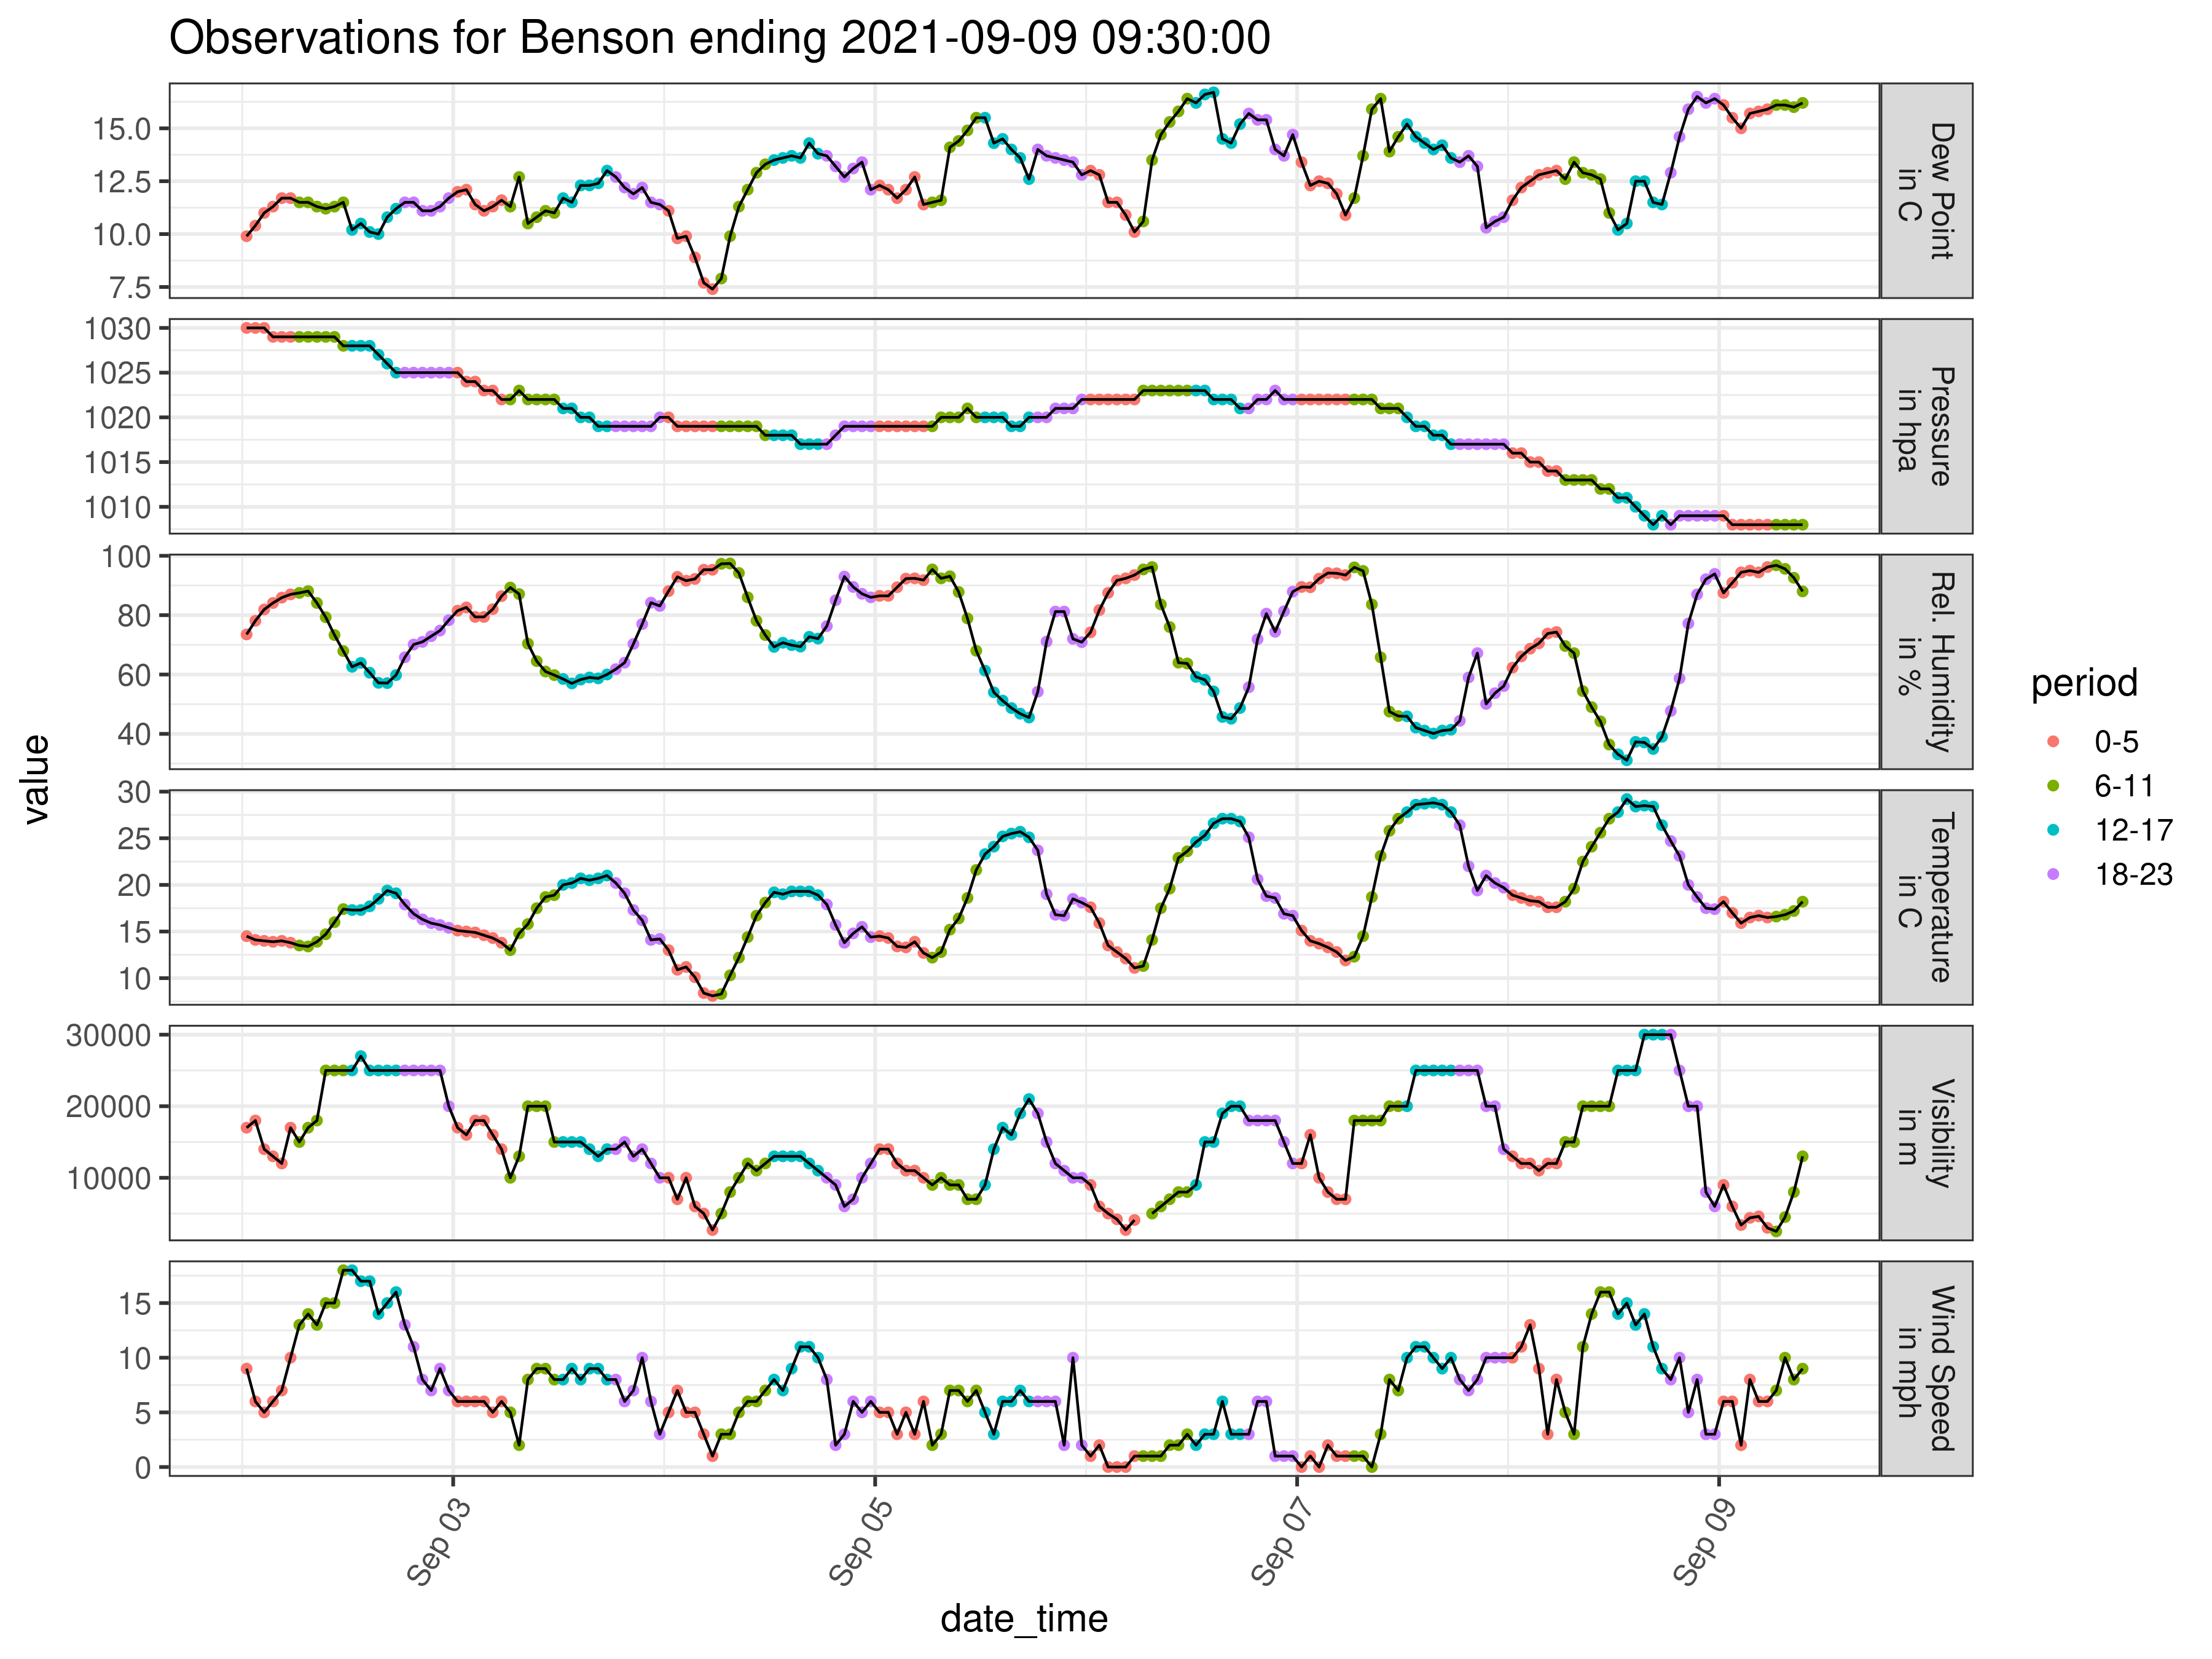 Observations for Benson ending 2021-09-09 09:30:00
value
15.0
12.5
10.0
7.5
Dew Point
in C
1030
1025
1020
1015
1010
Pressure
in hpa
100
80
60
40
Rel. Humidity
in %
30
25
20
15
10
Temperature
in C
30000
20000
10000
Visibility
in m
15
10
5
0
Wind Speed
in mph
Sep 03
Sep 05
Sep 07
Sep 09
date_time
period
0-5
6-11
12-17
18-23